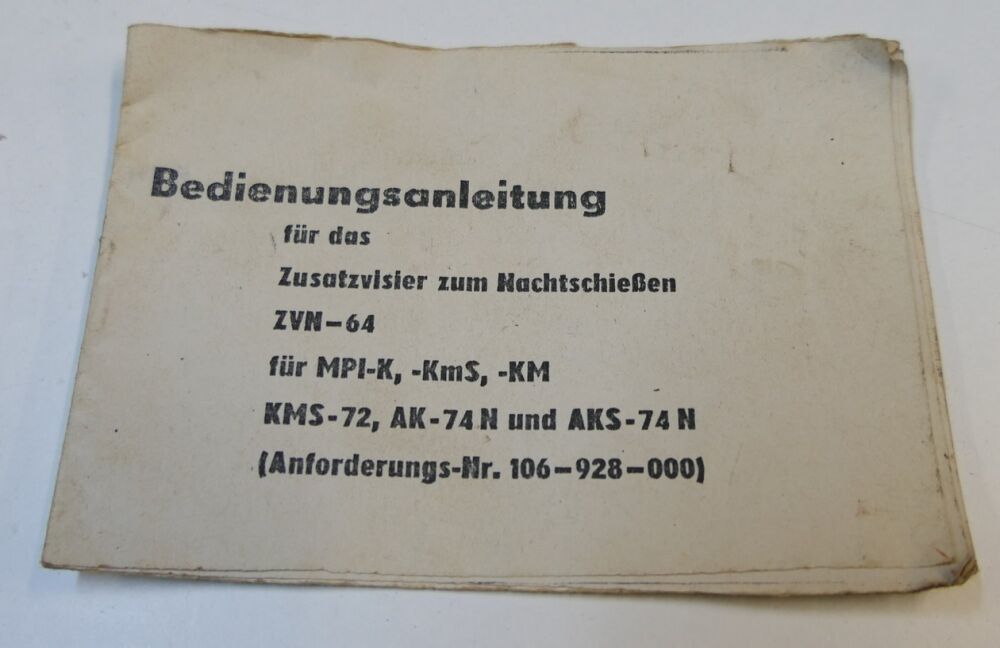 Bedienungsanleitung
für das
Zusatzvisier zum Nachtschießen
ZVN–64
für MPI-K, -KmS, -KM
KMS-72, AK-74 N und AKS-74 N
(Anforderungs-Nr. 106–928–000)